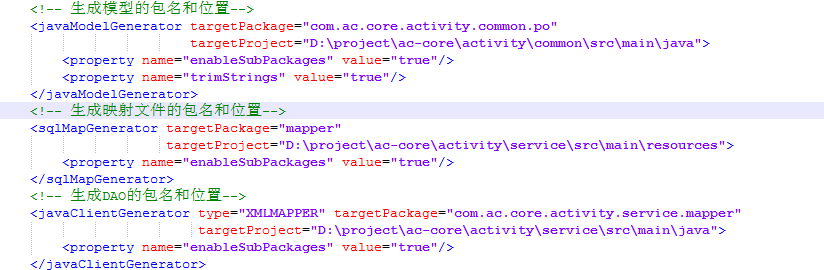 <!-- 生成模型的包名和位置-->
<javaModelGenerator targetPackage="com.ac.core.activity.common.po"
targetProject="D:\project\ac-core\activity\common\src\main\java">
<property name="enableSubPackages" value="true"/>
<property name="trimStrings" value="true"/>
</javaModelGenerator>
<!-- 生成映射文件的包名和位置-->
<sqlMapGenerator targetPackage="mapper"
targetProject="D:\project\ac-core\activity\service\src\main\resources">
<property name="enableSubPackages" value="true"/>
</sqlMapGenerator>
<!-- 生成DAO的包名和位置-->
<javaClientGenerator type="XMLMAPPER" targetPackage="com.ac.core.activity.service.mapper"
targetProject="D:\project\ac-core\activity\service\src\main\java">
<property name="enableSubPackages" value="true"/>
</javaClientGenerator>